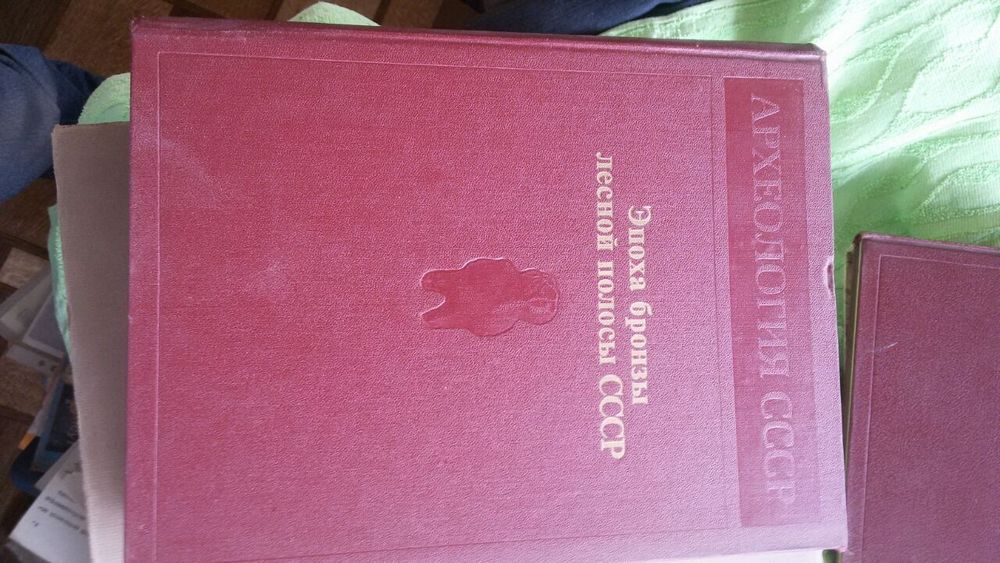 АРХЕОЛОГИЯ СССР
Эпоха бронзы
лесной полосы СССР